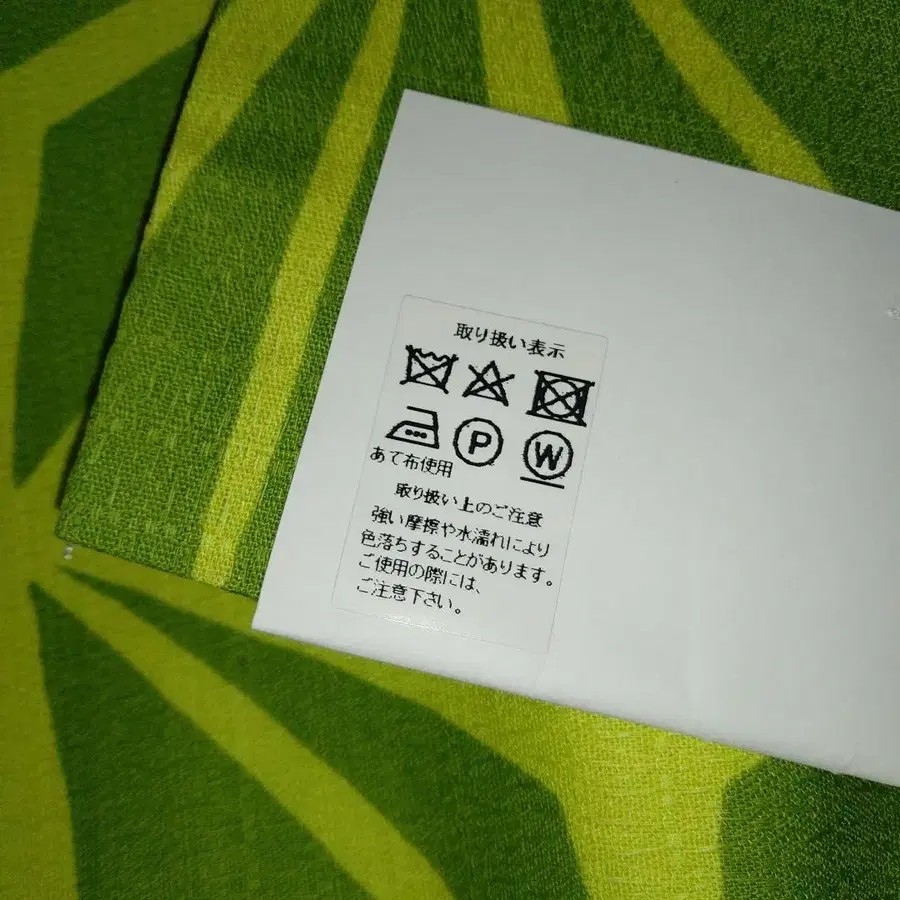 取り扱い表示
P
W
あて布使用
取り扱い上のご注意
強い摩擦や水濡れにより
色落ちすることがあります。
ご使用の際には、
ご注意下さい。